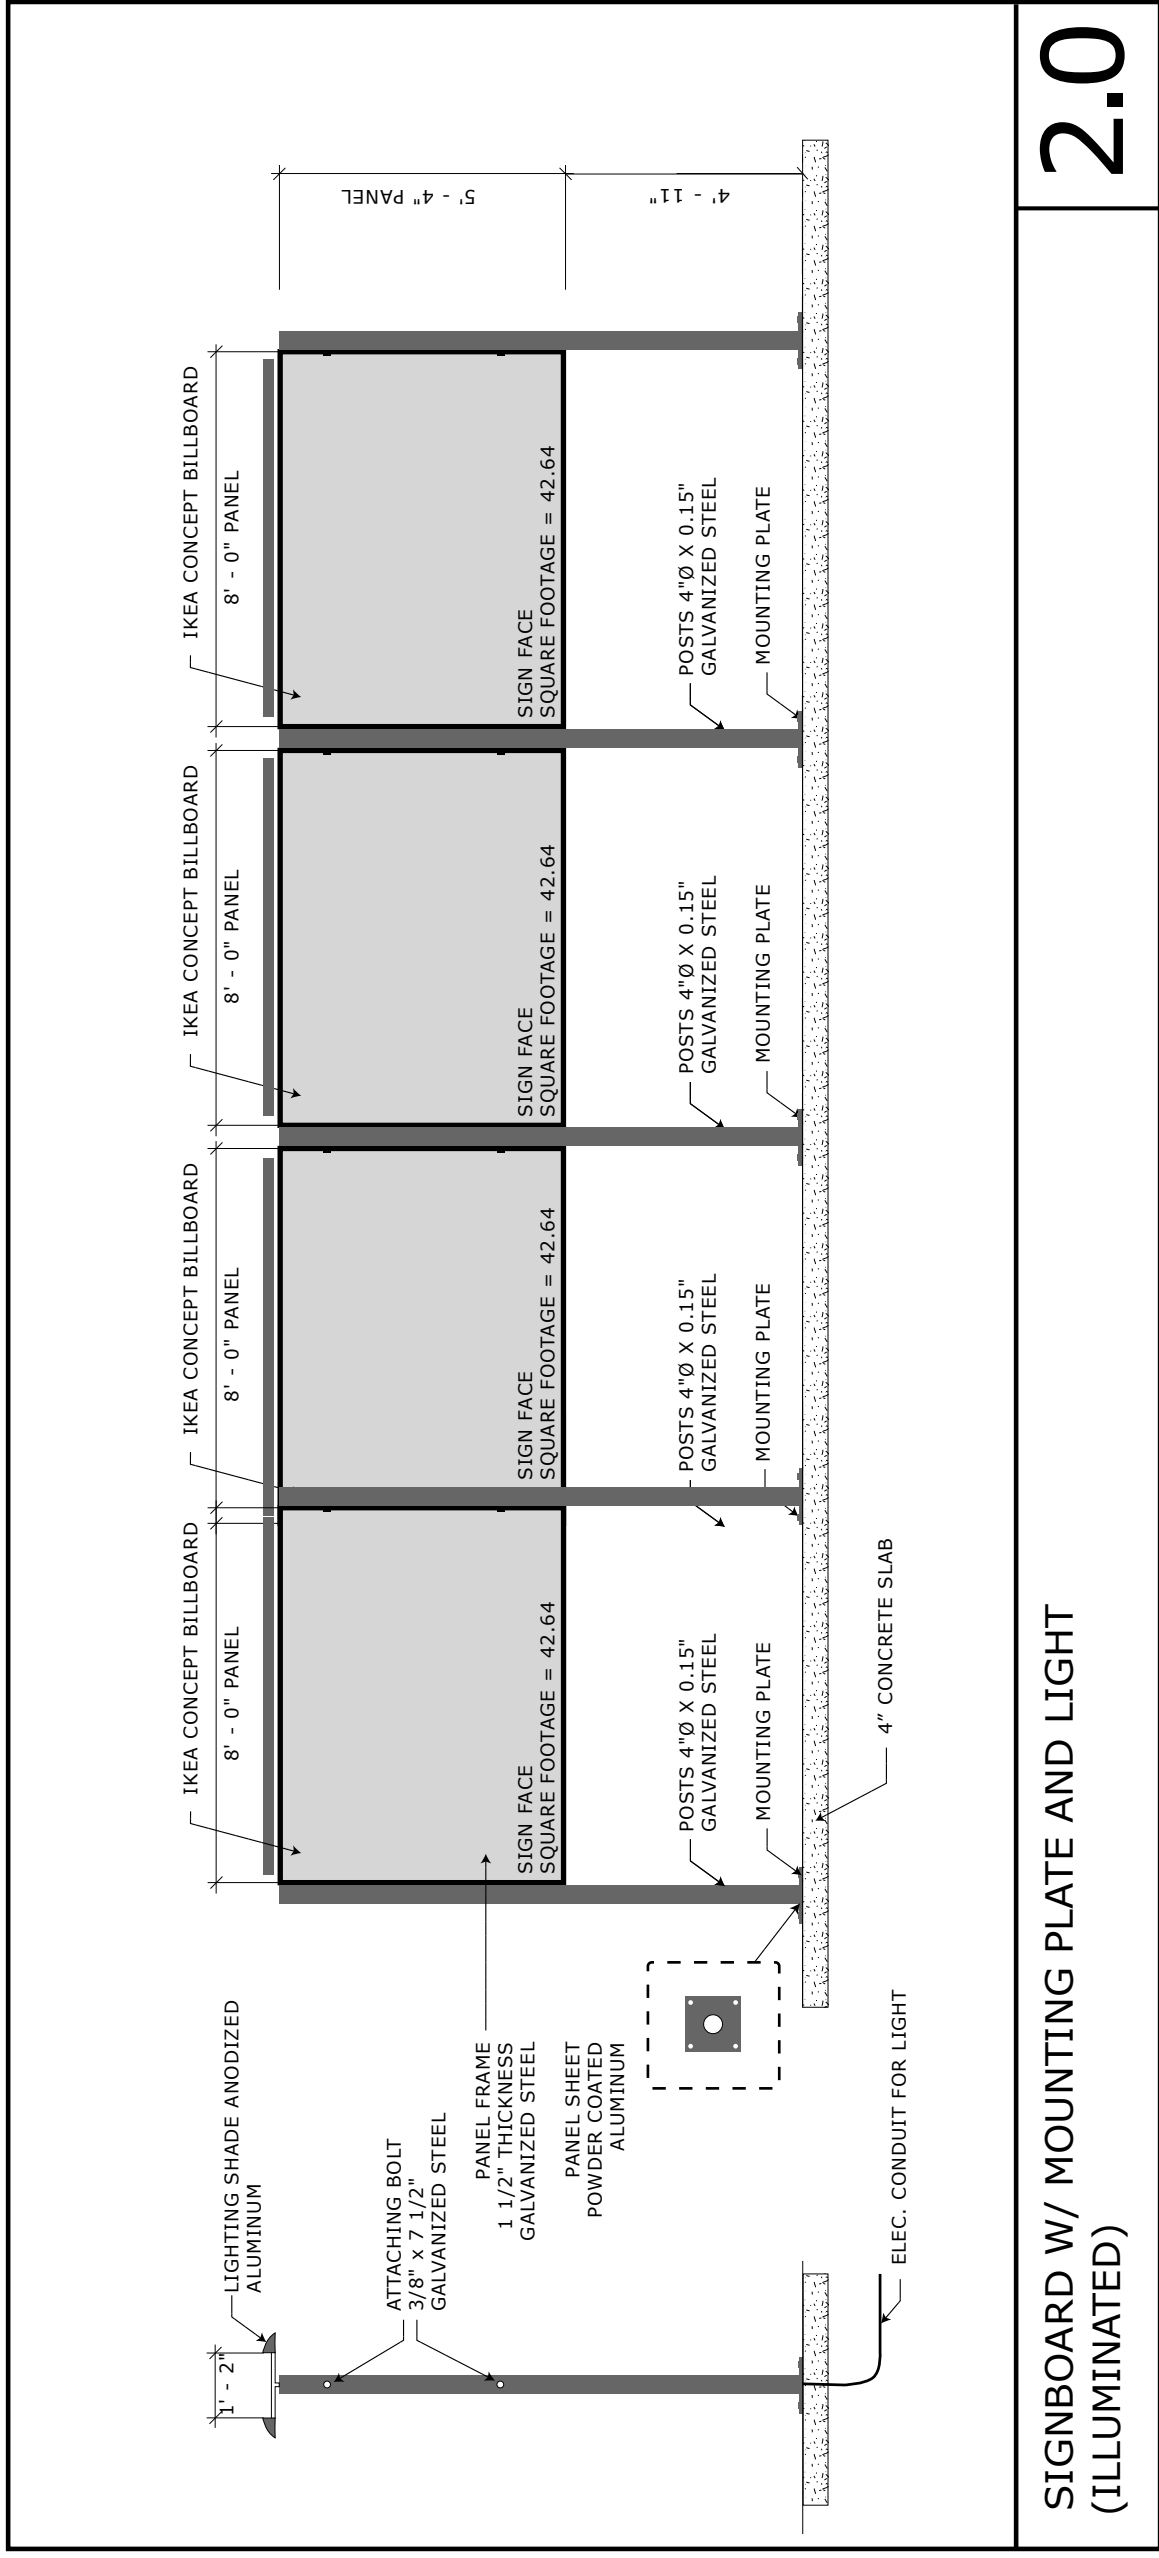 1' - 2"
LIGHTING SHADE ANODIZED
ALUMINUM
ATTACHING BOLT
3/8" x 7 1/2"
GALVANIZED STEEL
PANEL FRAME
1 1/2" THICKNESS
GALVANIZED STEEL
PANEL SHEET
POWDER COATED
ALUMINUM
ELEC. CONDUIT FOR LIGHT
IKEA CONCEPT BILLBOARD
8' - 0" PANEL
SIGN FACE
SQUARE FOOTAGE = 42.64
POSTS 4"Ø X 0.15"
GALVANIZED STEEL
MOUNTING PLATE
4” CONCRETE SLAB
IKEA CONCEPT BILLBOARD
8' - 0" PANEL
SIGN FACE
SQUARE FOOTAGE = 42.64
POSTS 4"Ø X 0.15"
GALVANIZED STEEL
MOUNTING PLATE
IKEA CONCEPT BILLBOARD
8' - 0" PANEL
SIGN FACE
SQUARE FOOTAGE = 42.64
POSTS 4"Ø X 0.15"
GALVANIZED STEEL
MOUNTING PLATE
IKEA CONCEPT BILLBOARD
8' - 0" PANEL
SIGN FACE
SQUARE FOOTAGE = 42.64
POSTS 4"Ø X 0.15"
GALVANIZED STEEL
MOUNTING PLATE
5' - 4" PANEL
4' - 11"
SIGNBOARD W/ MOUNTING PLATE AND LIGHT
(ILLUMINATED)
2.0